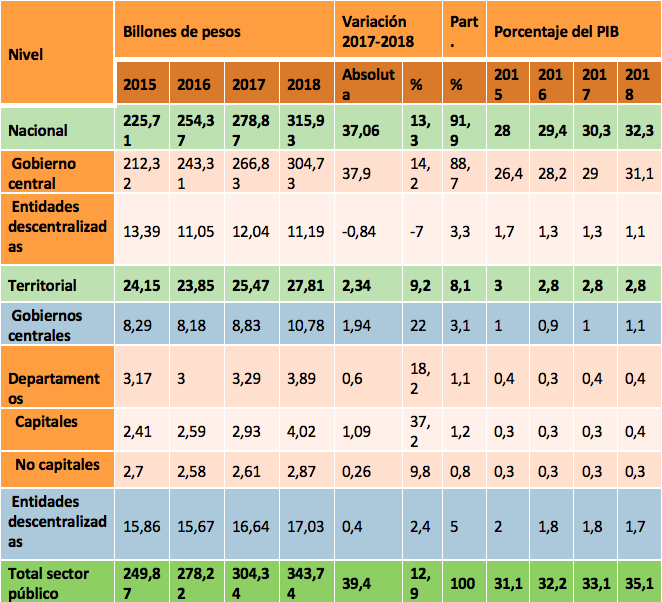 Nivel Billones de pesos Variación 2017-2018 Part. Porcentaje del PIB
2015 2016 2017 2018 Absoluta % % 2015 2016 2017 2018
Nacional 225,71 254,37 278,87 315,93 37,06 13,3 91,9 28 29,4 30,3 32,3
Gobierno central 212,32 243,31 266,83 304,73 37,9 14,2 88,7 26,4 28,2 29 31,1
Entidades descentralizadas 13,39 11,05 12,04 11,19 -0,84 -7 3,3 1,7 1,3 1,3 1,1
Territorial 24,15 23,85 25,47 27,81 2,34 9,2 8,1 3 2,8 2,8 2,8
Gobiernos centrales 8,29 8,18 8,83 10,78 1,94 22 3,1 1 0,9 1 1,1
Departamentos 3,17 3 3,29 3,89 0,6 18,2 1,1 0,4 0,3 0,4 0,4
Capitales 2,41 2,59 2,93 4,02 1,09 37,2 1,2 0,3 0,3 0,3 0,4
No capitales 2,7 2,58 2,61 2,87 0,26 9,8 0,8 0,3 0,3 0,3 0,3
Entidades descentralizadas 15,86 15,67 16,64 17,03 0,4 2,4 5 2 1,8 1,8 1,7
Total sector público 249,87 278,22 304,34 343,74 39,4 12,9 100 31,1 32,2 33,1 35,1